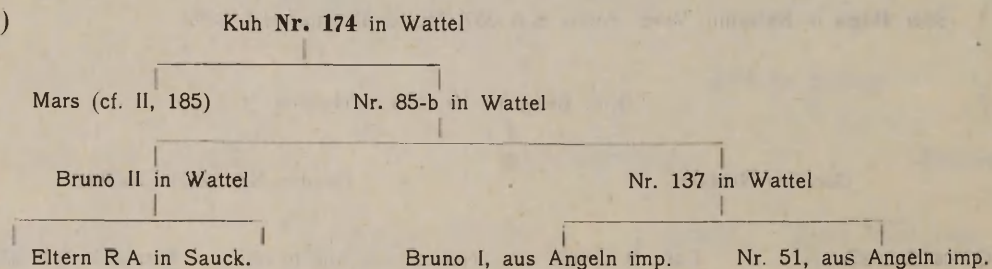 )
Kuh Nr. 174 in Wattel
Mars (cf. II, 185) Nr. 85-b in Wattel
Bruno II in Wattel Nr. 137 in Wattel
Eltern R A in Sauck. Bruno I, aus Angeln imp. Nr. 51, aus Angeln imp.